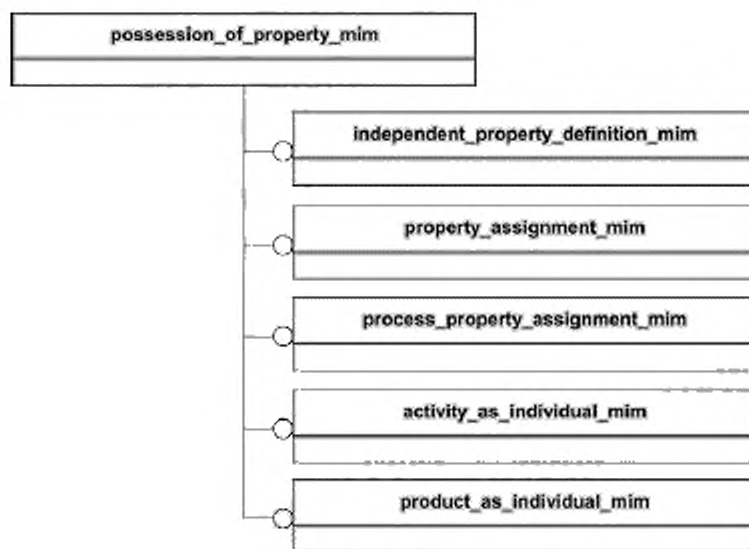 possession_of_property_mim
independent_property_definition_mim
property_assignment_mim
process_property_assignment_mim
activity_as_individual_mim
product_as_individual_mim